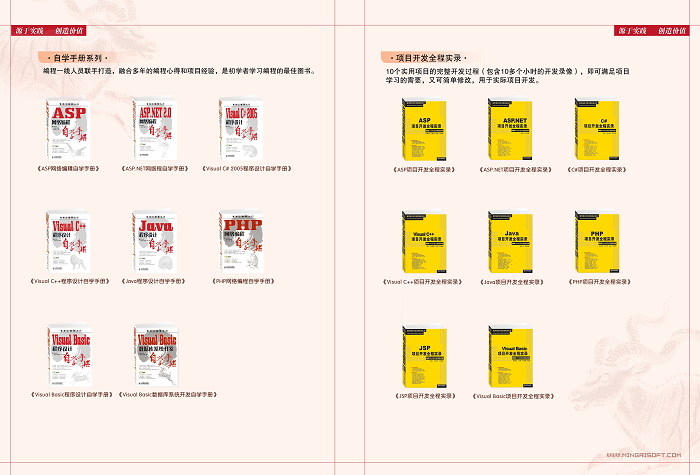 源于实践 创造价值
·自学手册系列·
编程一线人员联手打造，融合多年的编程心得和项目经验，是初学者学习编程的最佳图书。
ASP
网络编程
自学手册
《ASP网络编程自学手册》
ASP.NET 2.0
网络编程
自学手册
《ASP.NET网络编程自学手册》
Visual C# 2005
程序设计
自学手册
《Visual C# 2005程序设计自学手册》
Visual C++
程序设计
自学手册
《Visual C++程序设计自学手册》
Java
程序设计
自学手册
《Java程序设计自学手册》
PHP
网络编程
自学手册
《PHP网络编程自学手册》
Visual Basic
程序设计
自学手册
《Visual Basic程序设计自学手册》
Visual Basic
数据库系统开发
自学手册
《Visual Basic数据库系统开发自学手册》
源于实践 创造价值
·项目开发全程实录·
10个实用项目的完整开发过程（包含10多个小时的开发录像），即可满足项目
学习的需要，又可简单修改，用于实际项目开发。
ASP
项目开发全程实录
《ASP项目开发全程实录》
ASP.NET
项目开发全程实录
《ASP.NET项目开发全程实录》
C#
项目开发全程实录
《C#项目开发全程实录》
Visual C++
项目开发全程实录
《Visual C++项目开发全程实录》
Java
项目开发全程实录
《Java项目开发全程实录》
PHP
项目开发全程实录
《PHP项目开发全程实录》
JSP
项目开发全程实录
《JSP项目开发全程实录》
Visual Basic
项目开发全程实录
《Visual Basic项目开发全程实录》
WWW.MINGRISOFT.COM